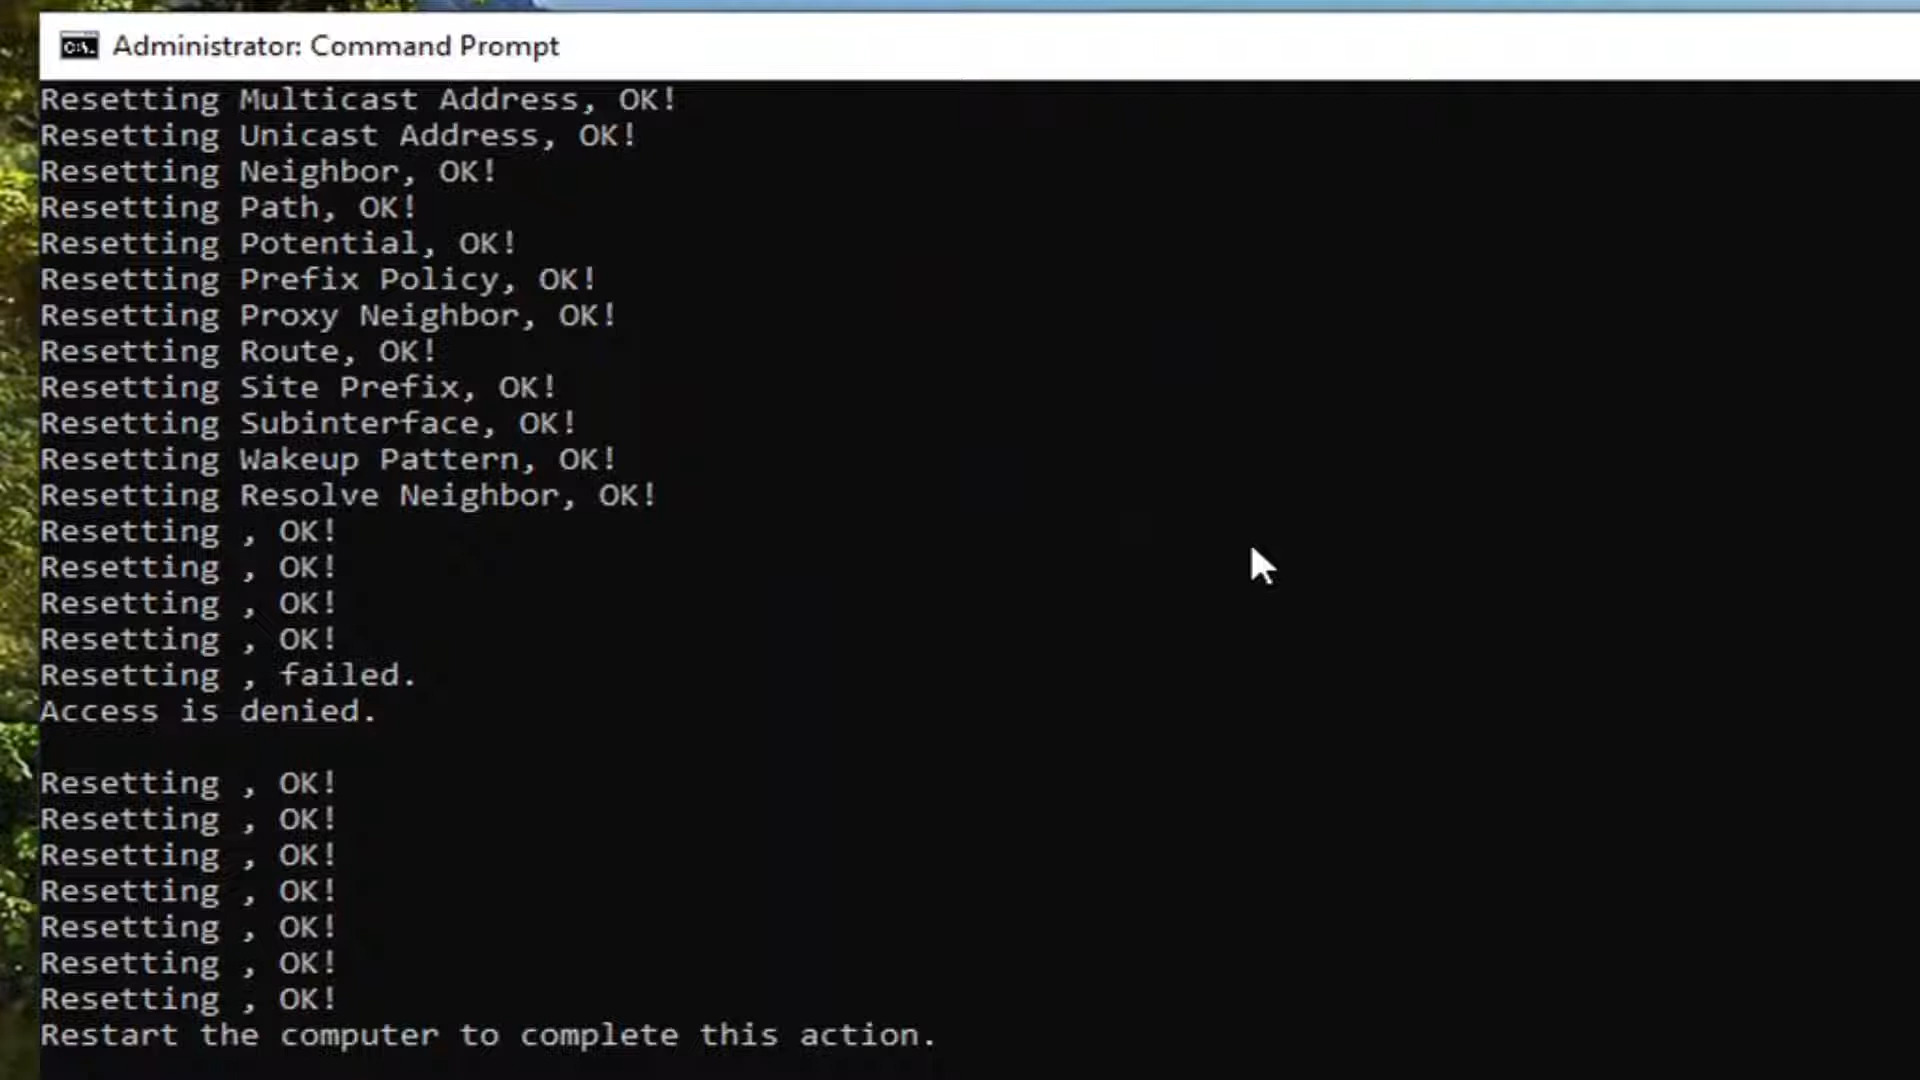 C:\.
Administrator: Command Prompt
Resetting Multicast Address, OK!
Resetting Unicast Address, OK!
Resetting Neighbor, OK!
Resetting Path, OK!
Resetting Potential, OK!
Resetting Prefix Policy, OK!
Resetting Proxy Neighbor, OK!
Resetting Route, OK!
Resetting Site Prefix, OK!
Resetting Subinterface, OK!
Resetting Wakeup Pattern, OK!
Resetting Resolve Neighbor, OK!
Resetting , OK!
Resetting , OK!
Resetting , OK!
Resetting , OK!
Resetting , failed.
Access is denied.
Resetting , OK!
Resetting , OK!
Resetting , OK!
Resetting , OK!
Resetting , OK!
Resetting , OK!
Resetting , OK!
Restart the computer to complete this action.